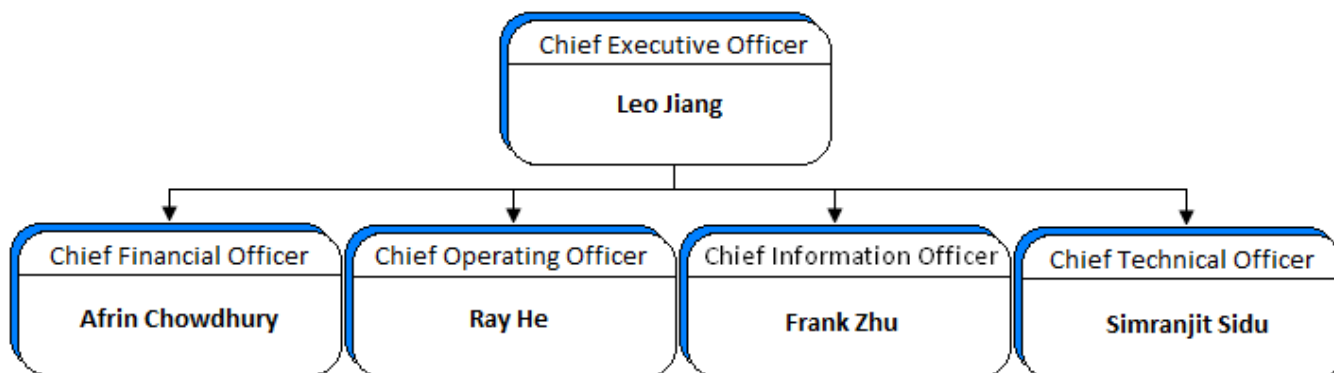 Chief Executive Officer
Leo Jiang
Chief Financial Officer
Afrin Chowdhury
Chief Operating Officer
Ray He
Chief Information Officer
Frank Zhu
Chief Technical Officer
Simranjit Sidu